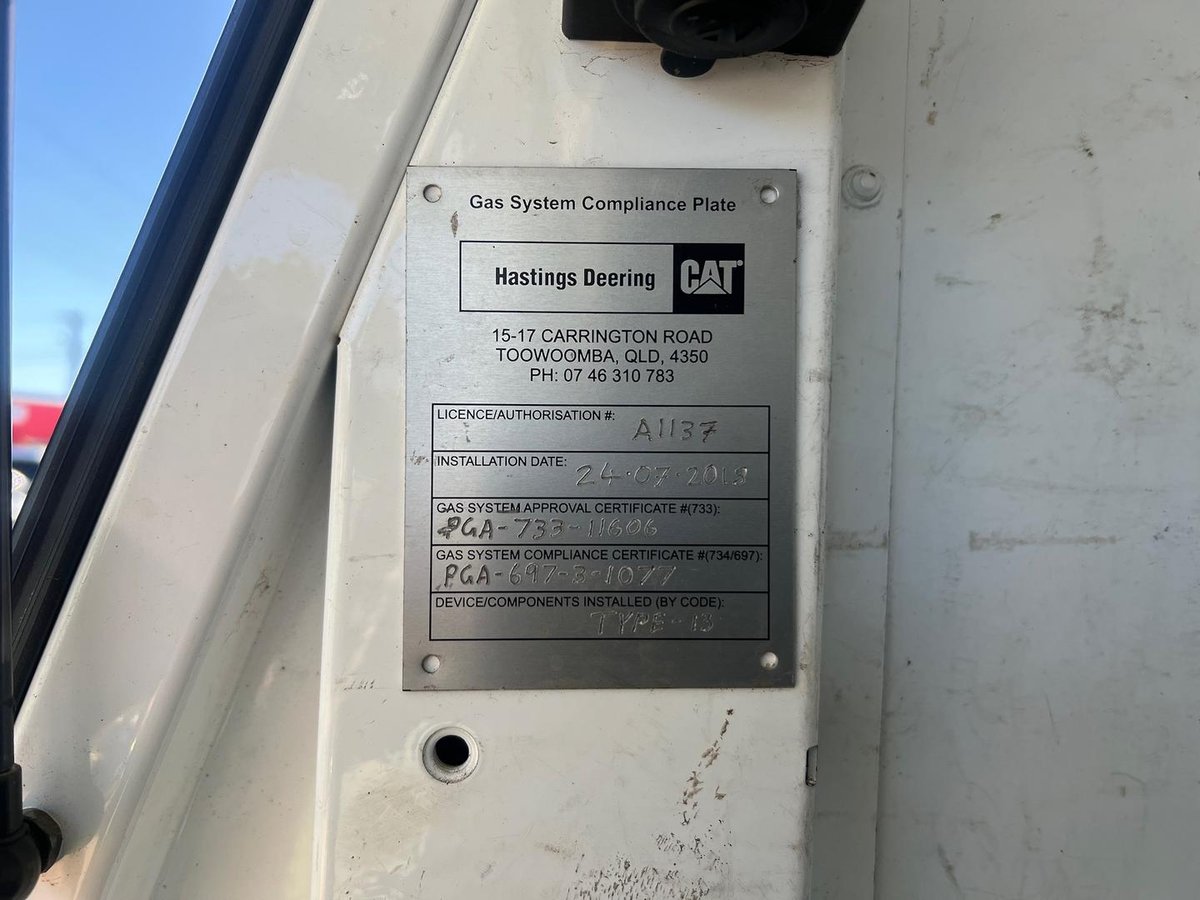 Gas System Compliance Plate
Hastings Deering CAT
15-17 CARRINGTON ROAD
TOOWOOMBA, QLD, 4350
PH: 07 46 310 783
LICENCE/AUTHORISATION #:
A1137
INSTALLATION DATE:
24·07·2018
GAS SYSTEM APPROVAL CERTIFICATE #(733):
PGA-733-11606
GAS SYSTEM COMPLIANCE CERTIFICATE #(734/697):
PGA-697-3-1077
DEVICE/COMPONENTS INSTALLED (BY CODE):
TYPE-13